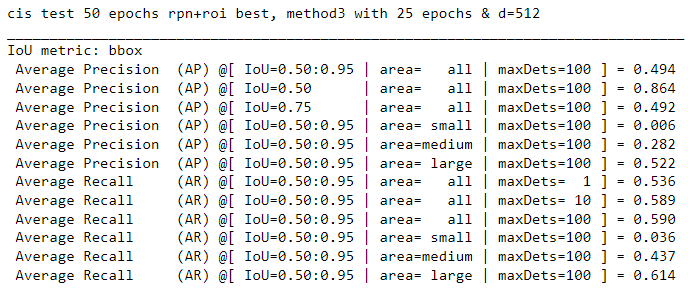 cis test 50 epochs rpn+roi best, method3 with 25 epochs & d=512
IoU metric: bbox
 Average Precision  (AP) @[ IoU=0.50:0.95 | area=   all | maxDets=100 ] = 0.494
 Average Precision  (AP) @[ IoU=0.50      | area=   all | maxDets=100 ] = 0.864
 Average Precision  (AP) @[ IoU=0.75      | area=   all | maxDets=100 ] = 0.492
 Average Precision  (AP) @[ IoU=0.50:0.95 | area= small | maxDets=100 ] = 0.006
 Average Precision  (AP) @[ IoU=0.50:0.95 | area=medium | maxDets=100 ] = 0.282
 Average Precision  (AP) @[ IoU=0.50:0.95 | area= large | maxDets=100 ] = 0.522
 Average Recall     (AR) @[ IoU=0.50:0.95 | area=   all | maxDets=  1 ] = 0.536
 Average Recall     (AR) @[ IoU=0.50:0.95 | area=   all | maxDets= 10 ] = 0.589
 Average Recall     (AR) @[ IoU=0.50:0.95 | area=   all | maxDets=100 ] = 0.590
 Average Recall     (AR) @[ IoU=0.50:0.95 | area= small | maxDets=100 ] = 0.036
 Average Recall     (AR) @[ IoU=0.50:0.95 | area=medium | maxDets=100 ] = 0.437
 Average Recall     (AR) @[ IoU=0.50:0.95 | area= large | maxDets=100 ] = 0.614